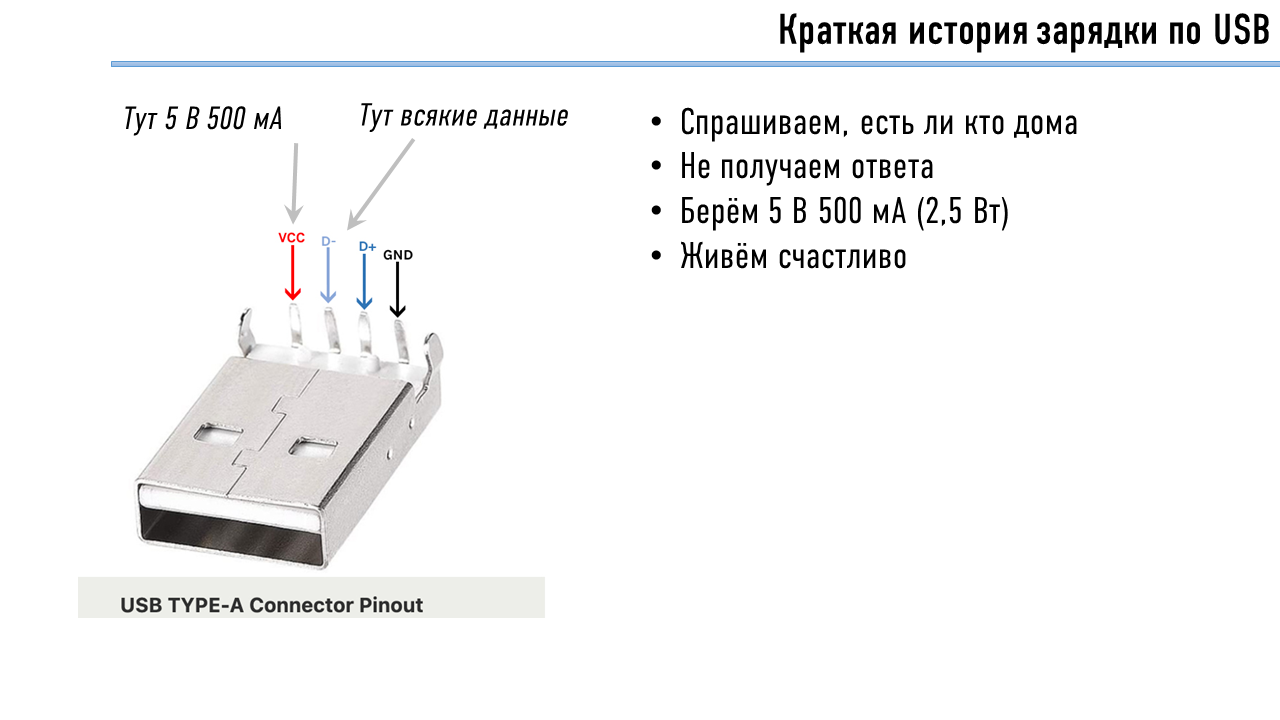 Краткая история зарядки по USB
Тут 5 В 500 мА
Тут всякие данные
VCC
D-
D+
GND
USB TYPE-A Connector Pinout
• Спрашиваем, есть ли кто дома
• Не получаем ответа
• Берём 5 В 500 мА (2,5 Вт)
• Живём счастливо